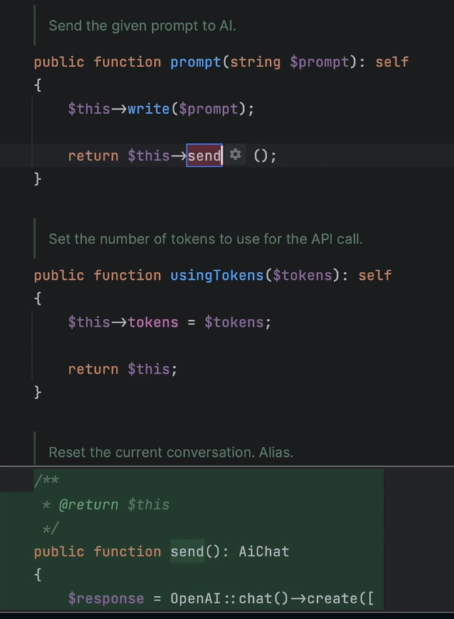 Send the given prompt to AI.
public function prompt(string $prompt): self
{
$this->write($prompt);
return $this->send ();
}
Set the number of tokens to use for the API call.
public function usingTokens($tokens): self
{
$this->tokens = $tokens;
return $this;
}
Reset the current conversation. Alias.
/**
* @return $this
*/
public function send(): AiChat
{
$response = OpenAI::chat()->create([